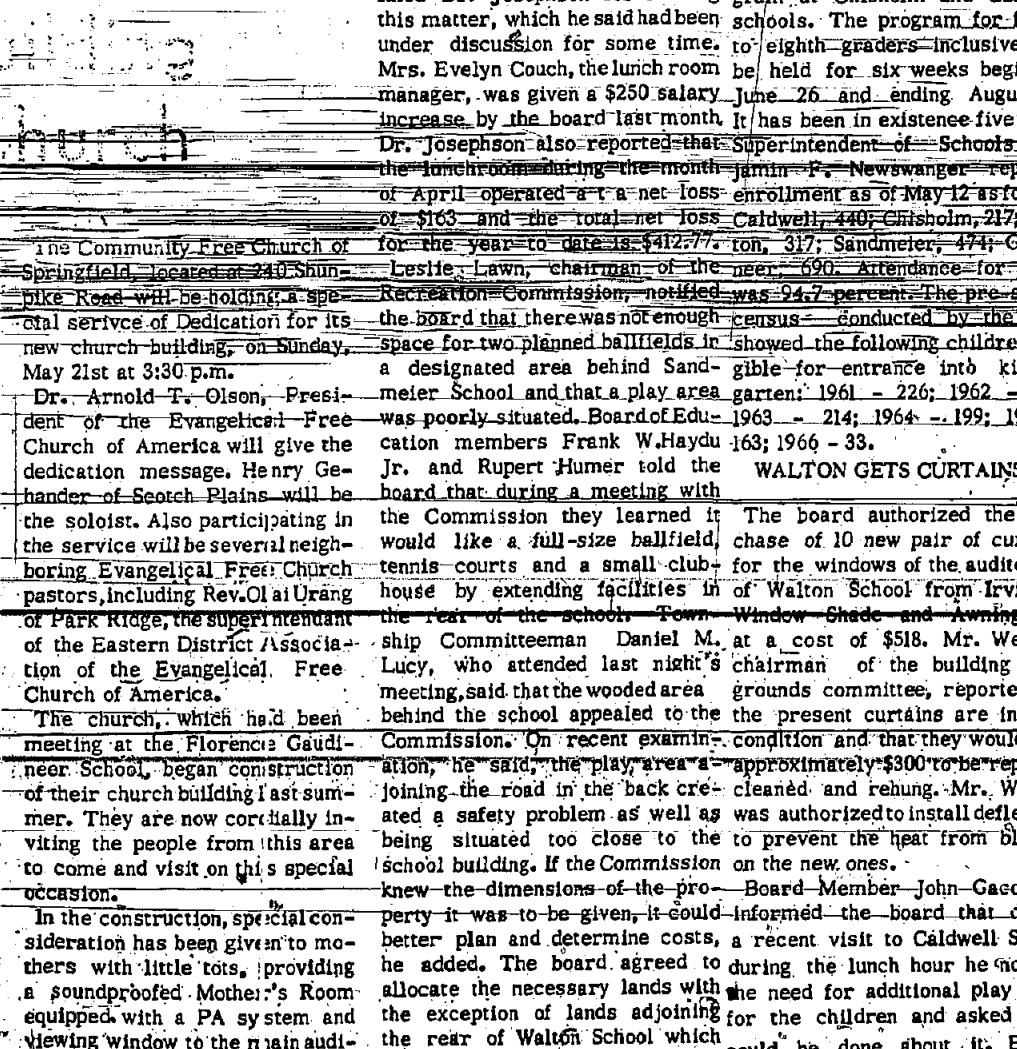 hurch
The Community Free Church of
Springfield, located at 240 Shun-
pike Road will be holding a spe-
cial serivce of Dedication for its
new church building, on Sunday,
May 21st at 3:30 p.m.
Dr. Arnold T. Olson, Presi-
dent of the Evangelical Free
Church of America will give the
dedication message. Henry Ge-
hander of Scotch Plains will be
the soloist. Also participating in
the service will be several neigh-
boring Evangelical Free Church
pastors, including Rev. Olai Urang
of Park Ridge, the superintendant
of the Eastern District Associa-
tion of the Evangelical Free
Church of America.
The church, which had been
meeting at the Florence Gaudi-
neer School, began construction
of their church building last sum-
mer. They are now cordially in-
viting the people from this area
to come and visit on this special
occasion.
In the construction, special con-
sideration has been given to mo-
thers with little tots, providing
a soundproofed Mother's Room
equipped with a PA system and
viewing window to the main audi-
this matter, which he said had been
under discussion for some time.
Mrs. Evelyn Couch, the lunch room
manager, was given a $250 salary
increase by the board last month
Dr. Josephson also reported that
the lunchroom during the month
of April operated at a net loss
of $163 and the total net loss
for the year to date is $412.77.
Leslie Lawn, chairman of the
Recreation Commission, notified
the board that there was not enough
space for two planned ballfields in
a designated area behind Sand-
meier School and that a play area
was poorly situated. Board of Edu-
cation members Frank W. Haydu
Jr. and Rupert Humer told the
board that during a meeting with
the Commission they learned it
would like a full-size ballfield,
tennis courts and a small club-
house by extending facilities in
the rear of the school. Town-
ship Committeeman Daniel M.
Lucy, who attended last night's
meeting, said that the wooded area
behind the school appealed to the
Commission. On recent examin-
ation, he said, the play area a-
joining the road in the back cre-
ated a safety problem as well as
being situated too close to the
school building. If the Commission
knew the dimensions of the pro-
perty it was to be given, it could
better plan and determine costs,
he added. The board agreed to
allocate the necessary lands with
the exception of lands adjoining
the rear of Walton School which
schools. The program for
to eighth graders inclusive
be held for six weeks begi
June 26 and ending Augu
It has been in existence five
Superintendent of Schools
jamin F. Newswanger rep
enrollment as of May 12 as fo
Caldwell, 440; Chisholm, 217;
ton, 317; Sandmeier, 474; G
neer, 690. Attendance for
was 94.7 percent. The pre-s
census conducted by the
showed the following childre
gible for entrance into ki
garten: 1961 - 226; 1962 -
1963 - 214; 1964 - 199; 19
163; 1966 - 33.
WALTON GETS CURTAINS
The board authorized the
chase of 10 new pair of cu
for the windows of the audito
of Walton School from Irv
Window Shade and Awning
at a cost of $518. Mr. We
chairman of the building
grounds committee, reporte
the present curtains are in
condition and that they woul
approximately $300 to be rep
cleaned and rehung. Mr. W
was authorized to install defle
to prevent the heat from bl
on the new ones.
Board Member John Gaco
informed the board that o
a recent visit to Caldwell S
during the lunch hour he no
the need for additional play
for the children and asked
could be done about it.